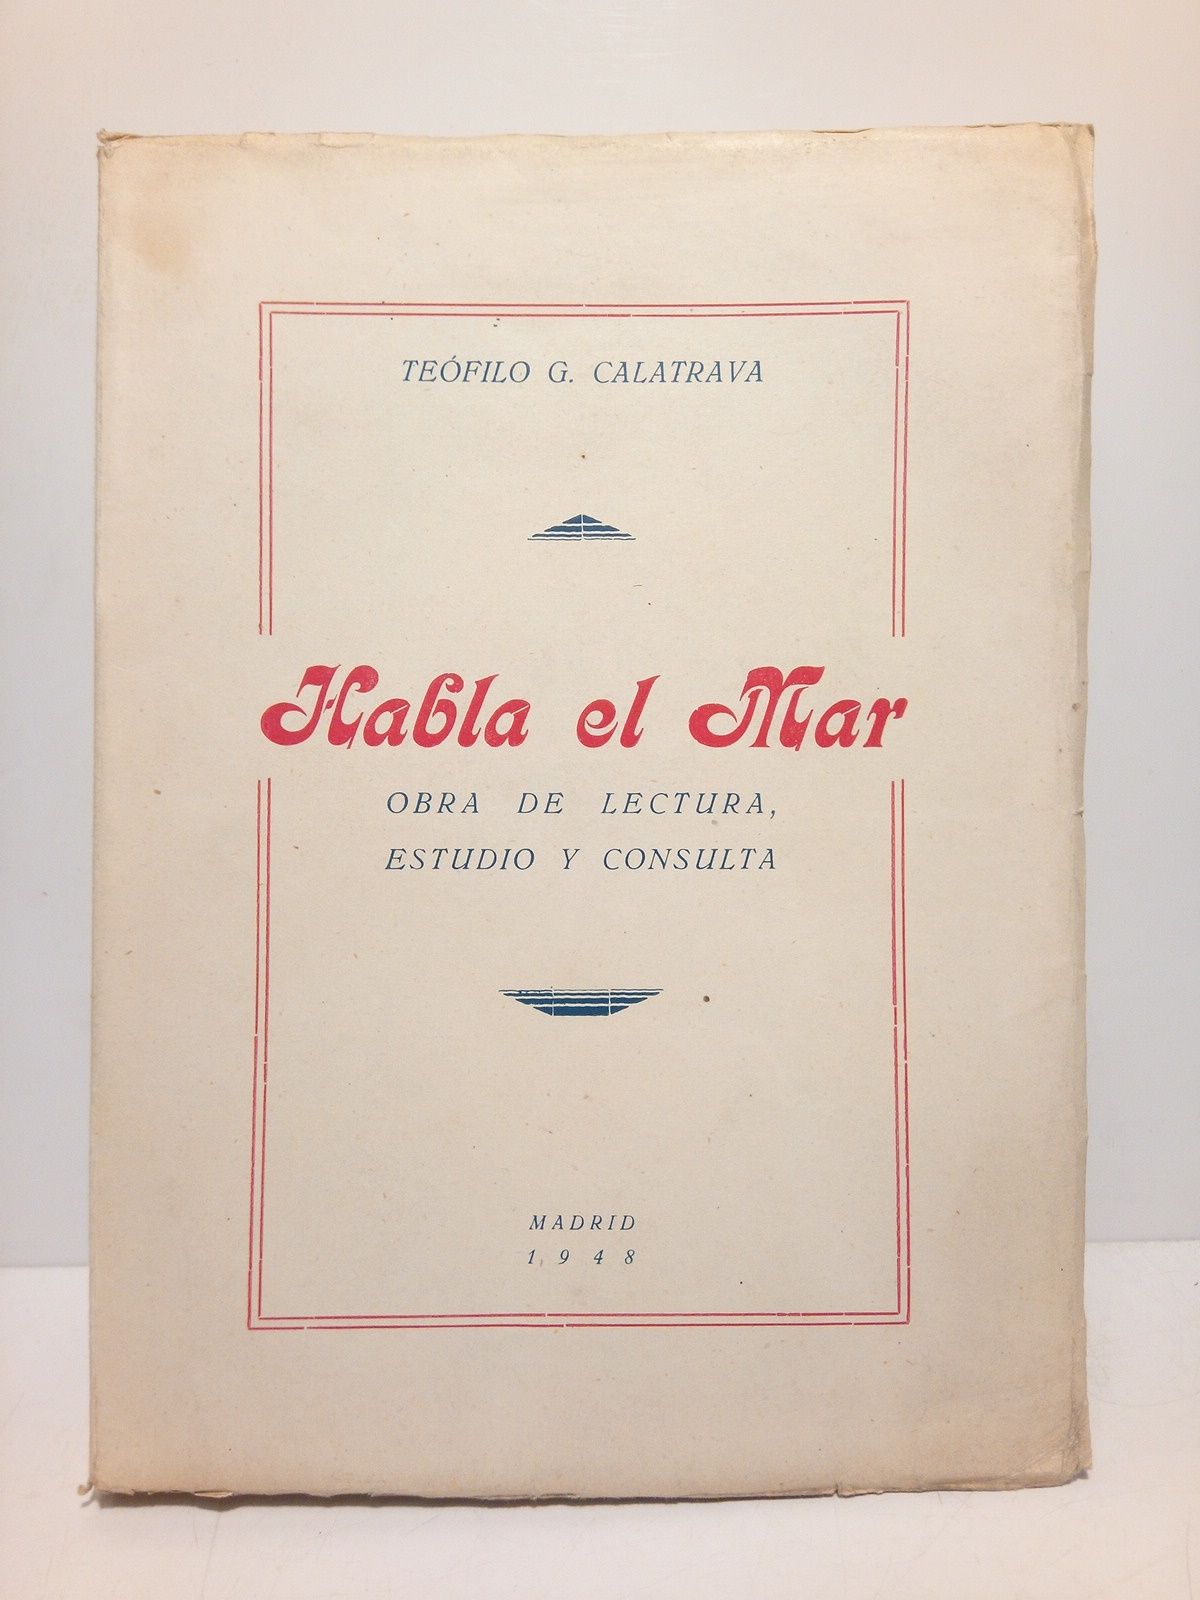 TEÓFILO G. CALATRAVA
Habla el Mar
OBRA DE LECTURA,
ESTUDIO Y CONSULTA
MADRID
1948